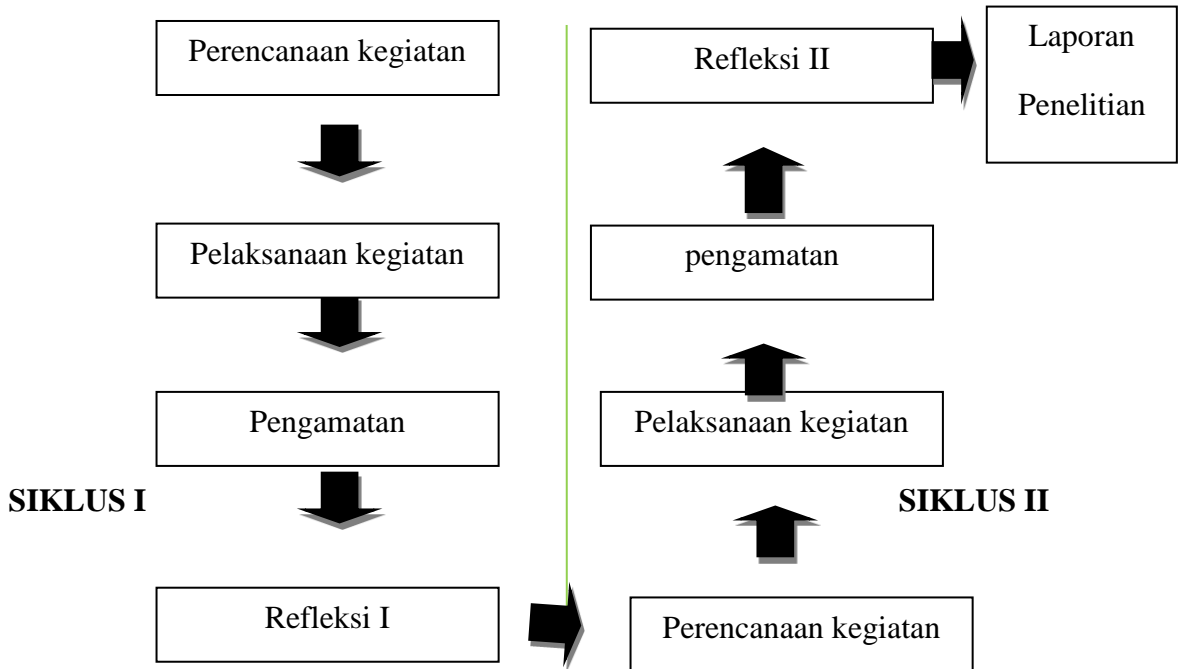 Perencanaan kegiatan
Pelaksanaan kegiatan
Pengamatan
SIKLUS I
Refleksi I
Perencanaan kegiatan
SIKLUS II
Pelaksanaan kegiatan
pengamatan
Refleksi II
Laporan
Penelitian